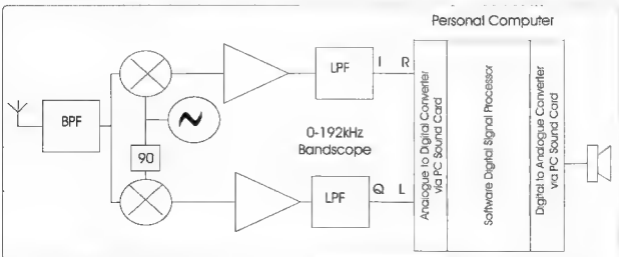 Personal Computer
BPF
LPF
I R
90
0-192kHz
Bandscope
LPF
Q L
Analogue to Digital Converter
via PC Sound Card
Software Digital Signal Processor
Digital to Analogue Converter
via PC Sound Card